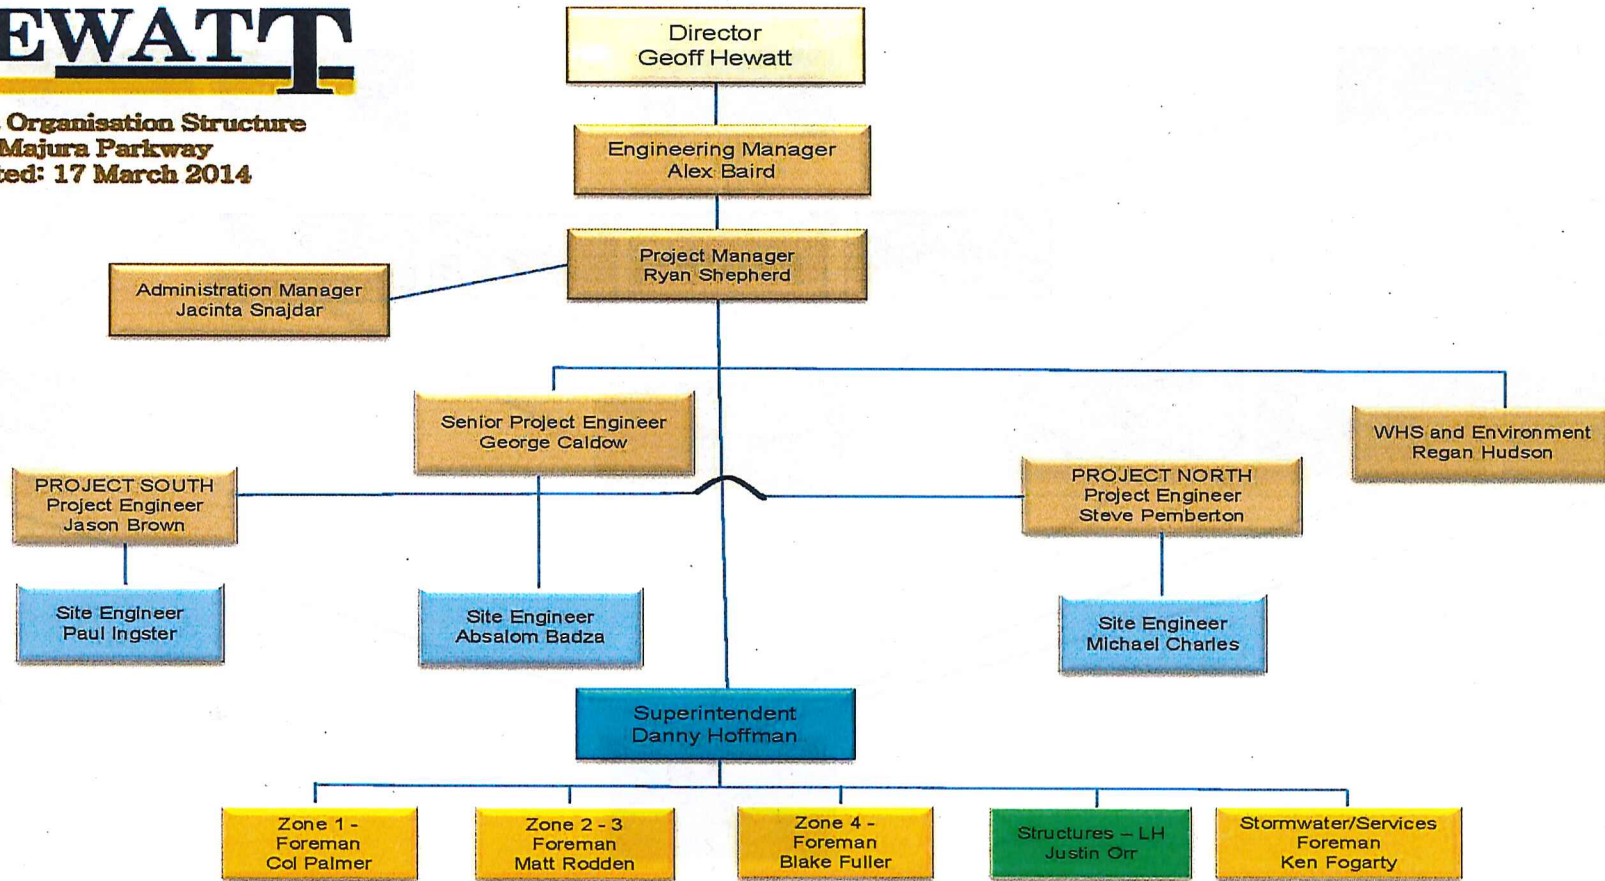 EWATT
Organisation Structure
Majura Parkway
ted: 17 March 2014
Director
Geoff Hewatt
Engineering Manager
Alex Baird
Project Manager
Ryan Shepherd
Administration Manager
Jacinta Snajdar
Senior Project Engineer
George Caldow
WHS and Environment
Regan Hudson
PROJECT SOUTH
Project Engineer
Jason Brown
PROJECT NORTH
Project Engineer
Steve Pemberton
Site Engineer
Paul Ingster
Site Engineer
Absalom Badza
Site Engineer
Michael Charles
Superintendent
Danny Hoffman
Zone 1 -
Foreman
Col Palmer
Zone 2 - 3
Foreman
Matt Rodden
Zone 4 -
Foreman
Blake Fuller
Structures – LH
Justin Orr
Stormwater/Services
Foreman
Ken Fogarty